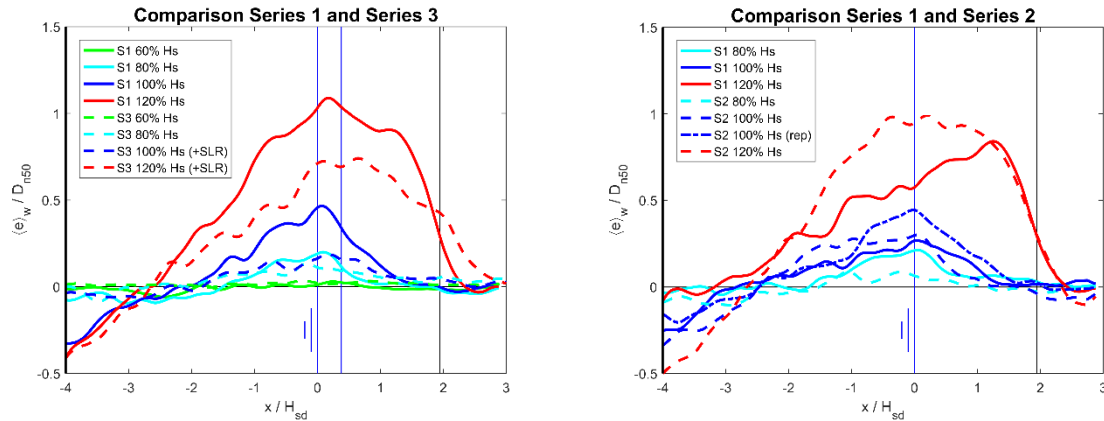 Comparison Series 1 and Series 3
1.5
1
0.5
0
-0.5
⟨e⟩w / Dn50
S1 60% Hs
S1 80% Hs
S1 100% Hs
S1 120% Hs
S3 60% Hs
S3 80% Hs
S3 100% Hs (+SLR)
S3 120% Hs (+SLR)
-4 -3 -2 -1 0 1 2 3
x / Hsd
Comparison Series 1 and Series 2
1.5
1
0.5
0
-0.5
⟨e⟩w / Dn50
S1 80% Hs
S1 100% Hs
S1 120% Hs
S2 80% Hs
S2 100% Hs
S2 100% Hs (rep)
S2 120% Hs
-4 -3 -2 -1 0 1 2 3
x / Hsd